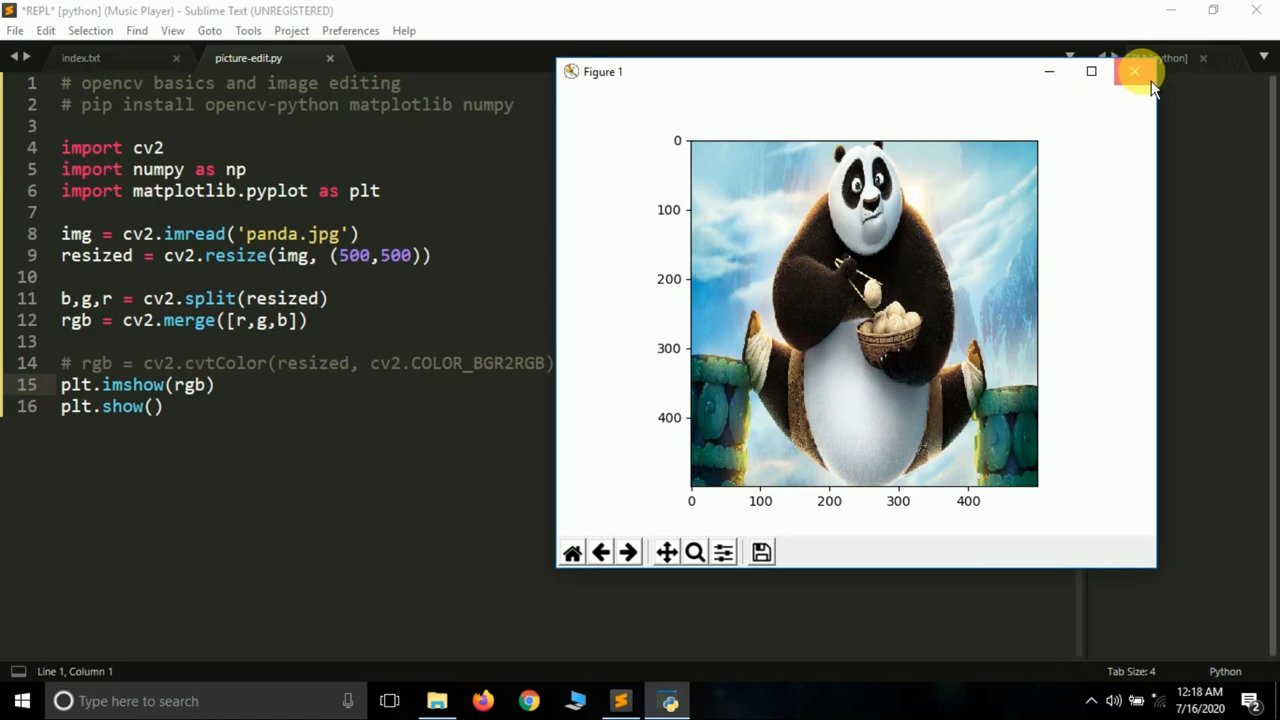 *REPL* [python] (Music Player) - Sublime Text (UNREGISTERED)
File Edit Selection Find View Goto Tools Project Preferences Help
index.txt
picture-edit.py
1 # opencv basics and image editing
2 # pip install opencv-python matplotlib numpy
3
4 import cv2
5 import numpy as np
6 import matplotlib.pyplot as plt
7
8 img = cv2.imread('panda.jpg')
9 resized = cv2.resize(img, (500,500))
10
11 b,g,r = cv2.split(resized)
12 rgb = cv2.merge([r,g,b])
13
14 # rgb = cv2.cvtColor(resized, cv2.COLOR_BGR2RGB)
15 plt.imshow(rgb)
16 plt.show()
Figure 1
0
100
200
300
400
0 100 200 300 400
Line 1, Column 1
Tab Size: 4
Python
Type here to search
12:18 AM
7/16/2020
2